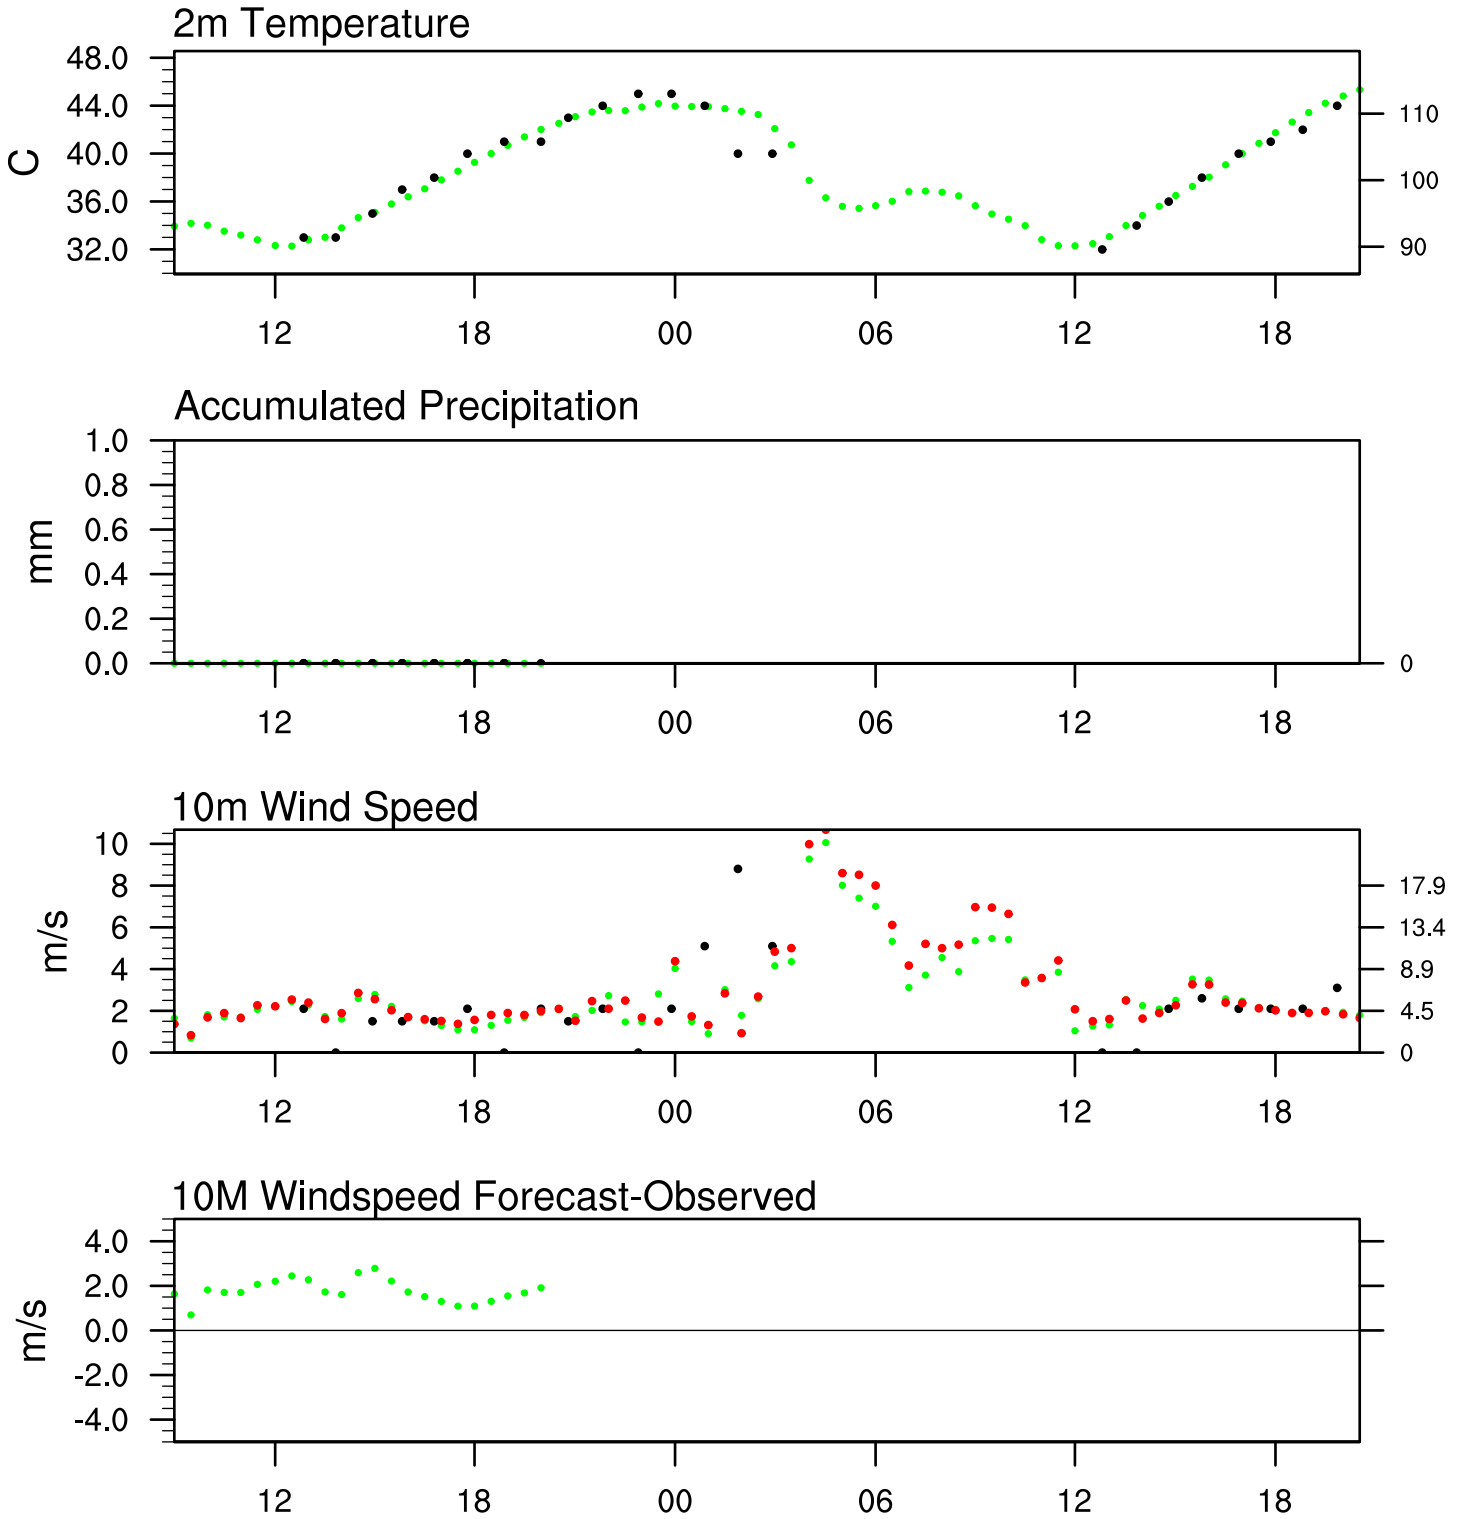 2m Temperature
48.0
44.0
40.0
36.0
32.0
C
110
100
90
12 18 00 06 12 18
Accumulated Precipitation
1.0
0.8
0.6
0.4
0.2
0.0
mm
0
12 18 00 06 12 18
10m Wind Speed
10
8
6
4
2
0
m/s
17.9
13.4
8.9
4.5
0
12 18 00 06 12 18
10M Windspeed Forecast-Observed
4.0
2.0
0.0
-2.0
-4.0
m/s
12 18 00 06 12 18